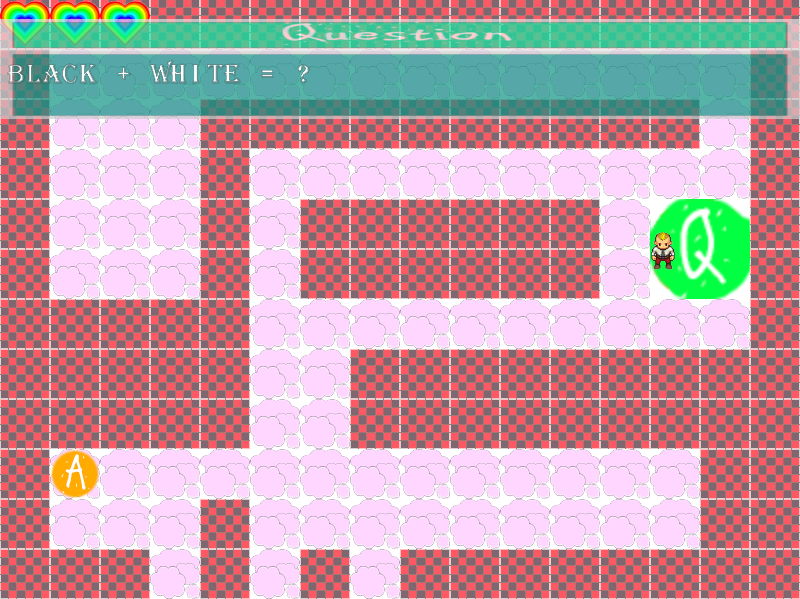 Question
BLACK + WHITE = ?
Q
A